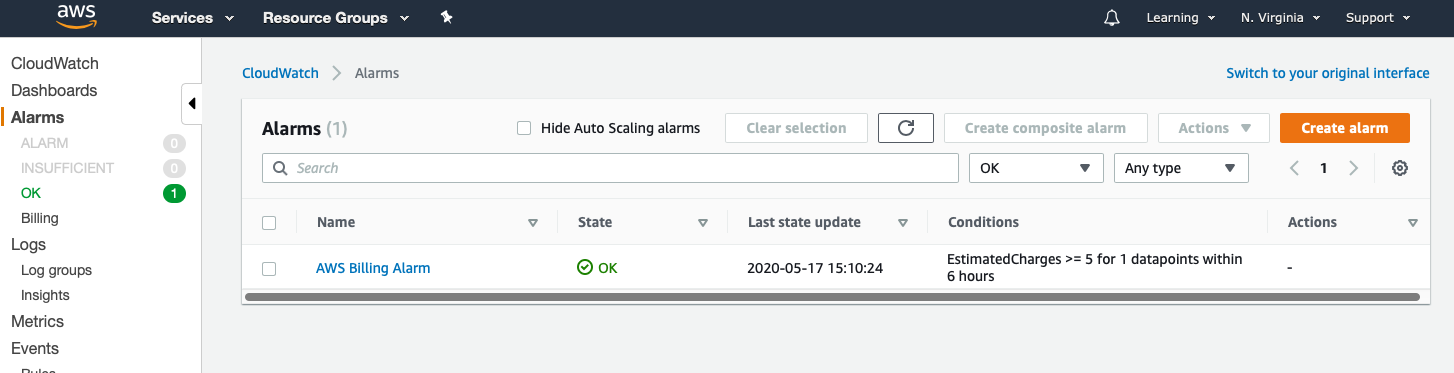 aws
Services
Resource Groups
Learning
N. Virginia
Support
CloudWatch
Dashboards
Alarms
ALARM 0
INSUFFICIENT 0
OK 1
Billing
Logs
Log groups
Insights
Metrics
Events
Rules
CloudWatch Alarms
Switch to your original interface
Alarms (1)
Hide Auto Scaling alarms
Clear selection
Create composite alarm
Actions
Create alarm
Search
OK
Any type
1
Name State Last state update Conditions Actions
AWS Billing Alarm OK 2020-05-17 15:10:24 EstimatedCharges >= 5 for 1 datapoints within -
6 hours